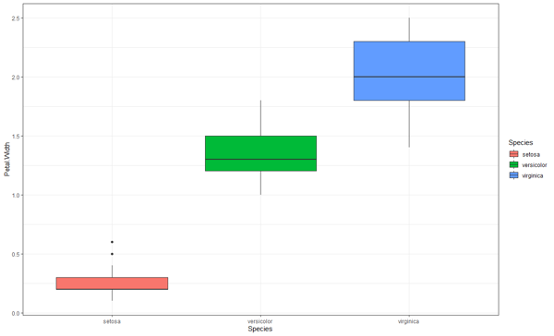 2.5
2.0
1.5
1.0
0.5
0.0
Petal Width
setosa
versicolor
virginica
Species
Species
setosa
versicolor
virginica